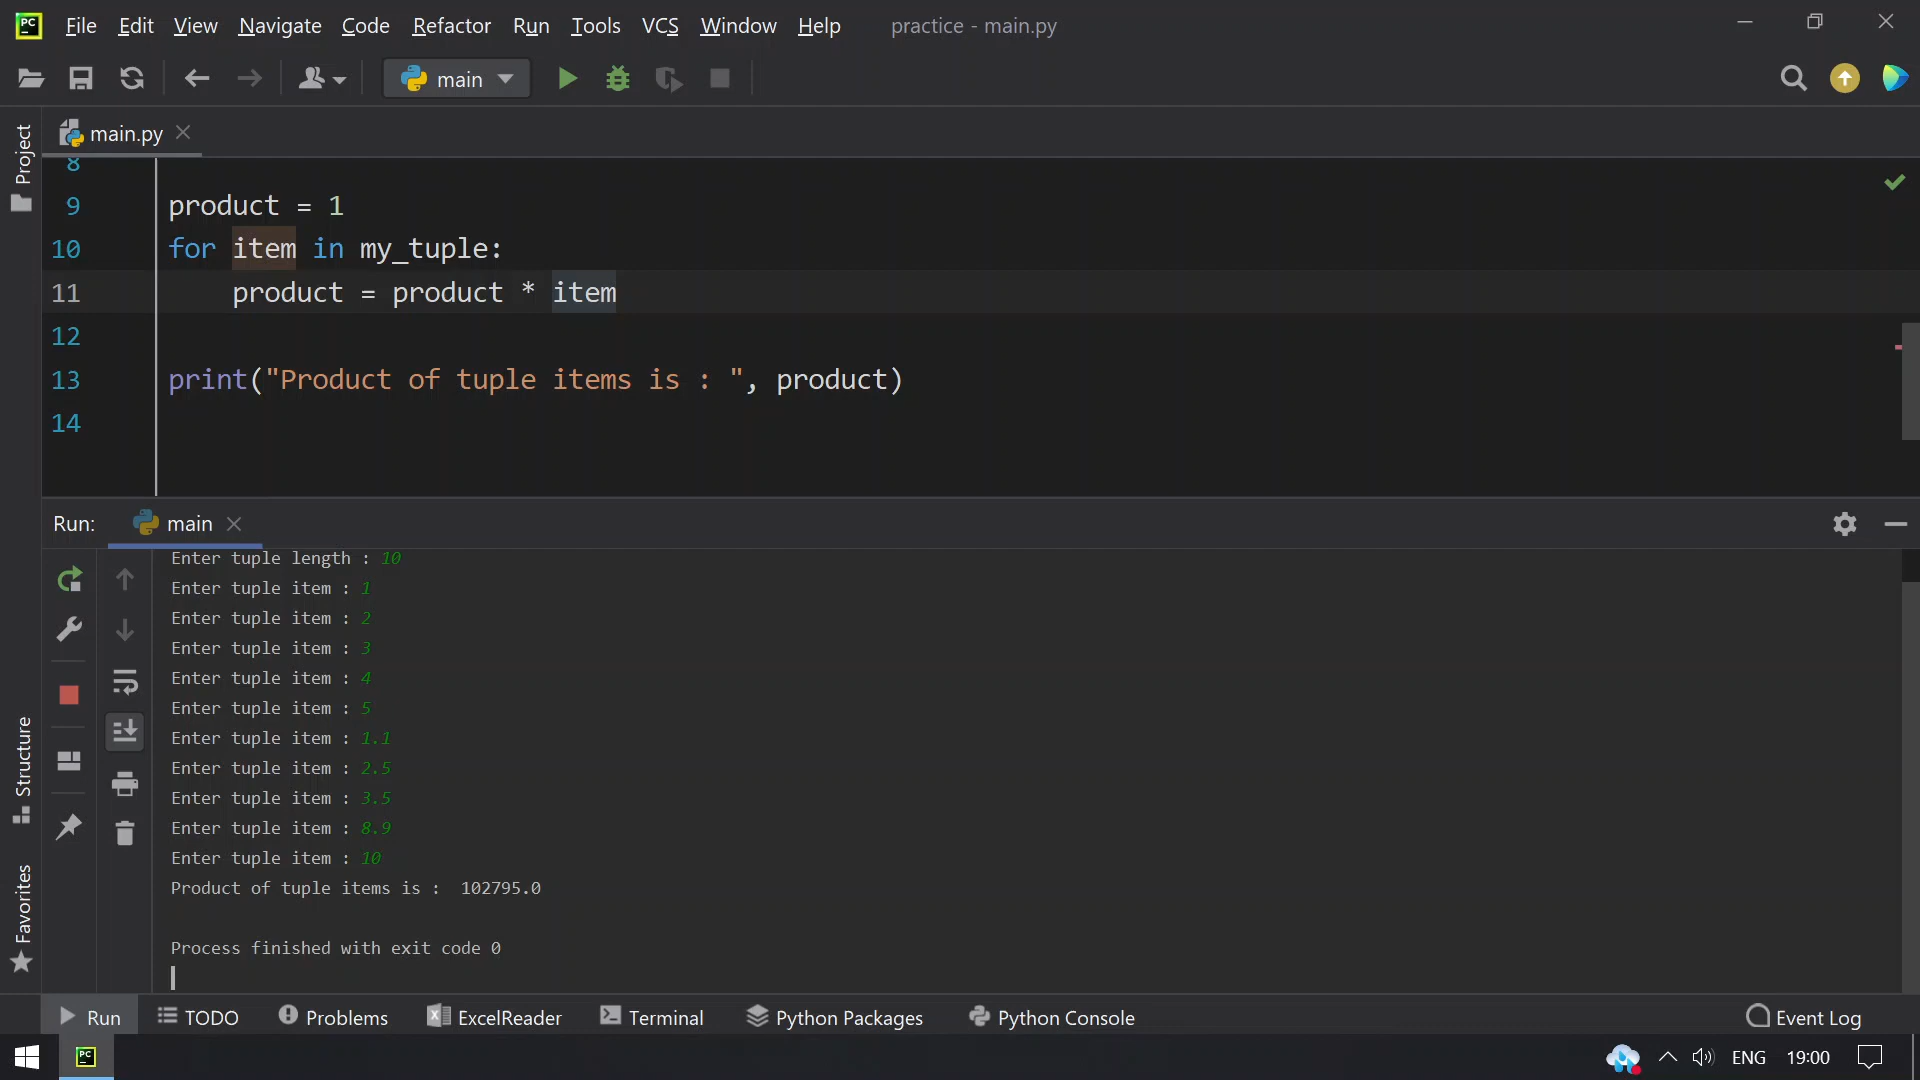 PC File Edit View Navigate Code Refactor Run Tools VCS Window Help practice - main.py
main
Project
main.py
8
9 product = 1
10 for item in my_tuple:
11 product = product * item
12
13 print("Product of tuple items is : ", product)
14
Run: main
Enter tuple length : 10
Enter tuple item : 1
Enter tuple item : 2
Enter tuple item : 3
Enter tuple item : 4
Enter tuple item : 5
Enter tuple item : 1.1
Enter tuple item : 2.5
Enter tuple item : 3.5
Enter tuple item : 8.9
Enter tuple item : 10
Product of tuple items is :  102795.0
Process finished with exit code 0
Structure
Favorites
Run TODO Problems ExcelReader Terminal Python Packages Python Console Event Log
PC ENG 19:00